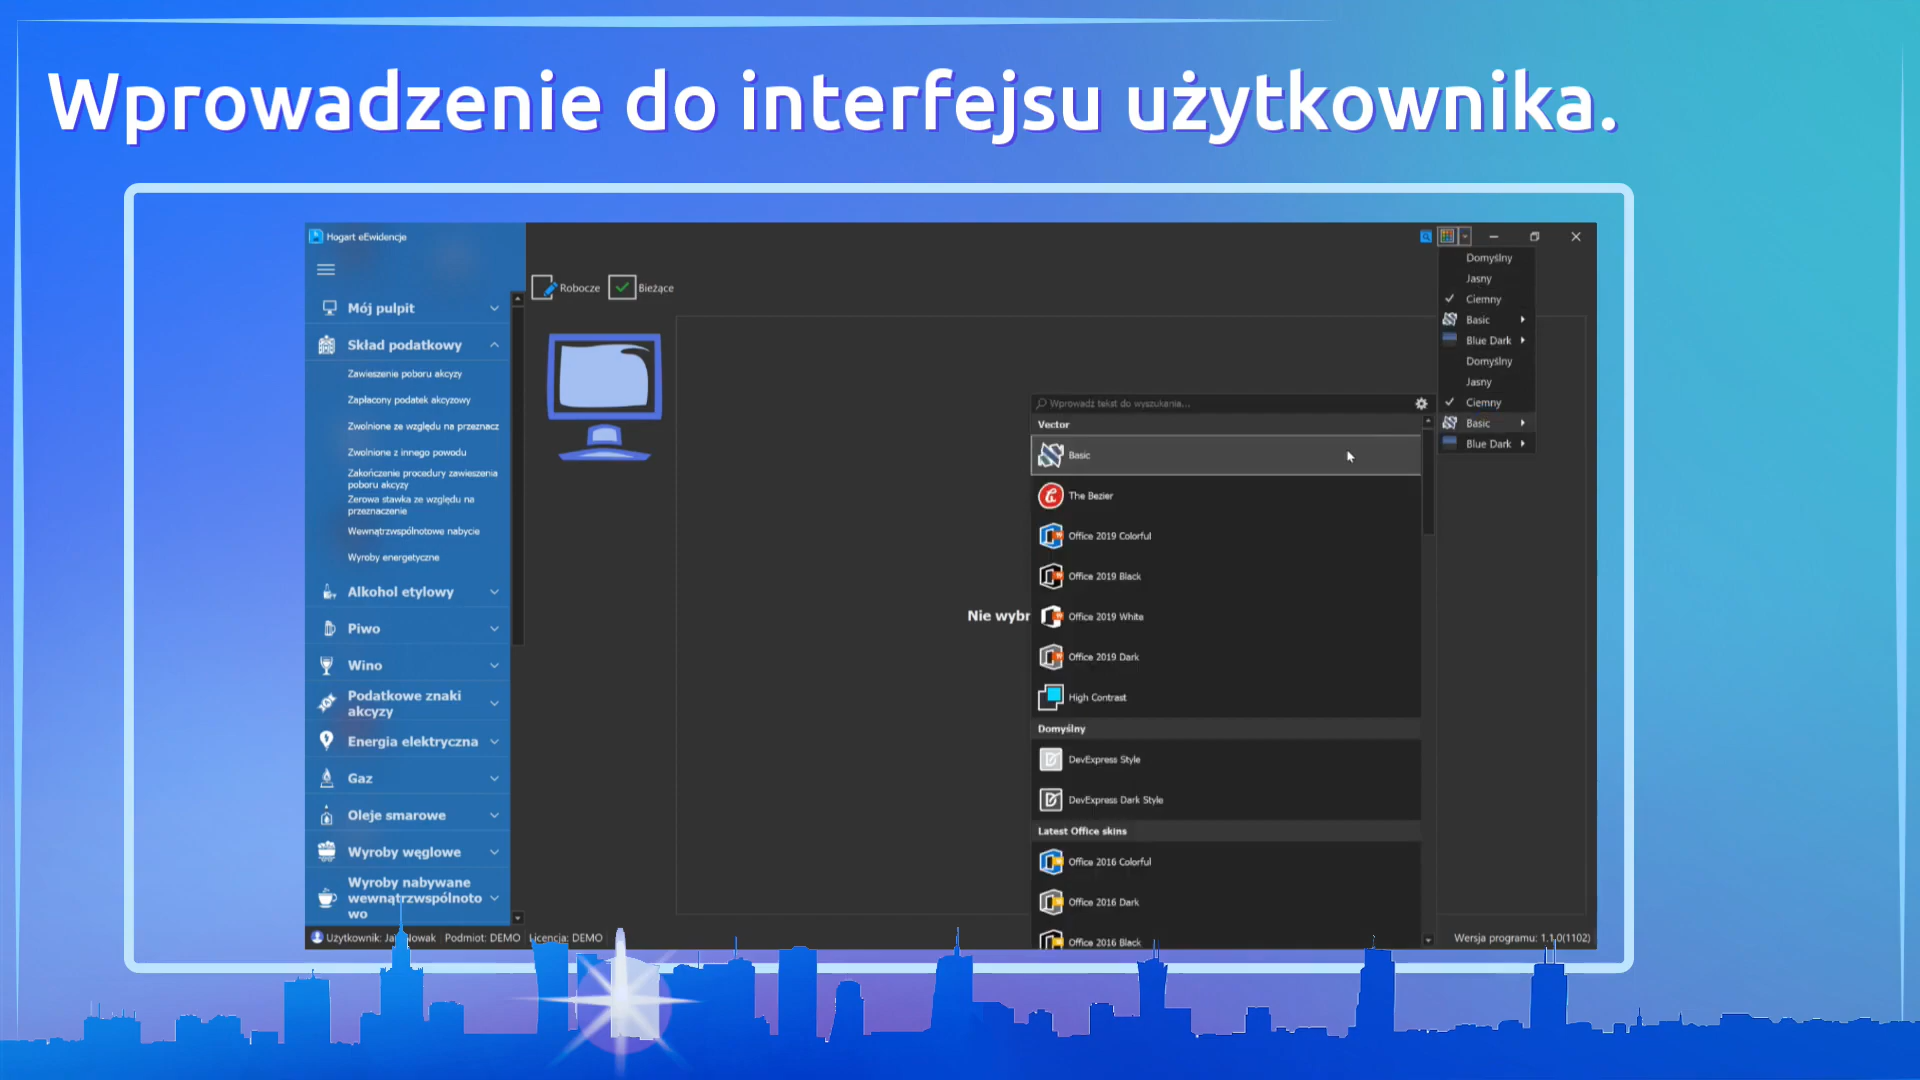 Wprowadzenie do interfejsu użytkownika.
Hogart eEwidencje
Mój pulpit
Skład podatkowy
Zawieszenie poboru akcyzy
Zapłacony podatek akcyzowy
Zwolnione ze względu na przeznacz
Zwolnione z innego powodu
Zakończenie procedury zawieszenia
poboru akcyzy
Zerowa stawka ze względu na
przeznaczenie
Wewnątrzwspólnotowe nabycie
Wyroby energetyczne
Alkohol etylowy
Piwo
Wino
Podatkowe znaki
akcyzy
Energia elektryczna
Gaz
Oleje smarowe
Wyroby węglowe
Wyroby nabywane
wewnątrzwspólnoto
wo
Robocze
Bieżące
Nie wybr
Wprowadź tekst do wyszukania...
Vector
Basic
The Bezier
Office 2019 Colorful
Office 2019 Black
Office 2019 White
Office 2019 Dark
High Contrast
Domyślny
DevExpress Style
DevExpress Dark Style
Latest Office skins
Office 2016 Colorful
Office 2016 Dark
Office 2016 Black
Domyślny
Jasny
Ciemny
Basic
Blue Dark
Domyślny
Jasny
Ciemny
Basic
Blue Dark
Użytkownik: Nowak Podmiot: DEMO Licencja: DEMO
Wersja programu: 1.1.0(1102)